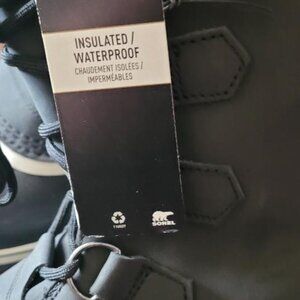 INSULATED/
WATERPROOF
CHAUDEMENT ISOLÉES /
IMPERMÉABLES
SOREL